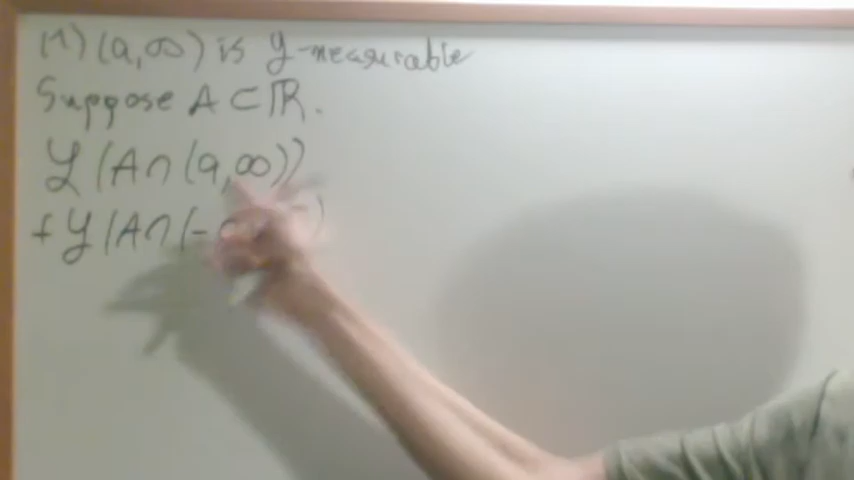 (1) (a,∞) is y-measurable
Suppose A ⊂ ℝ.
𝓛(A∩(a,∞))
+ 𝓛(A∩(-